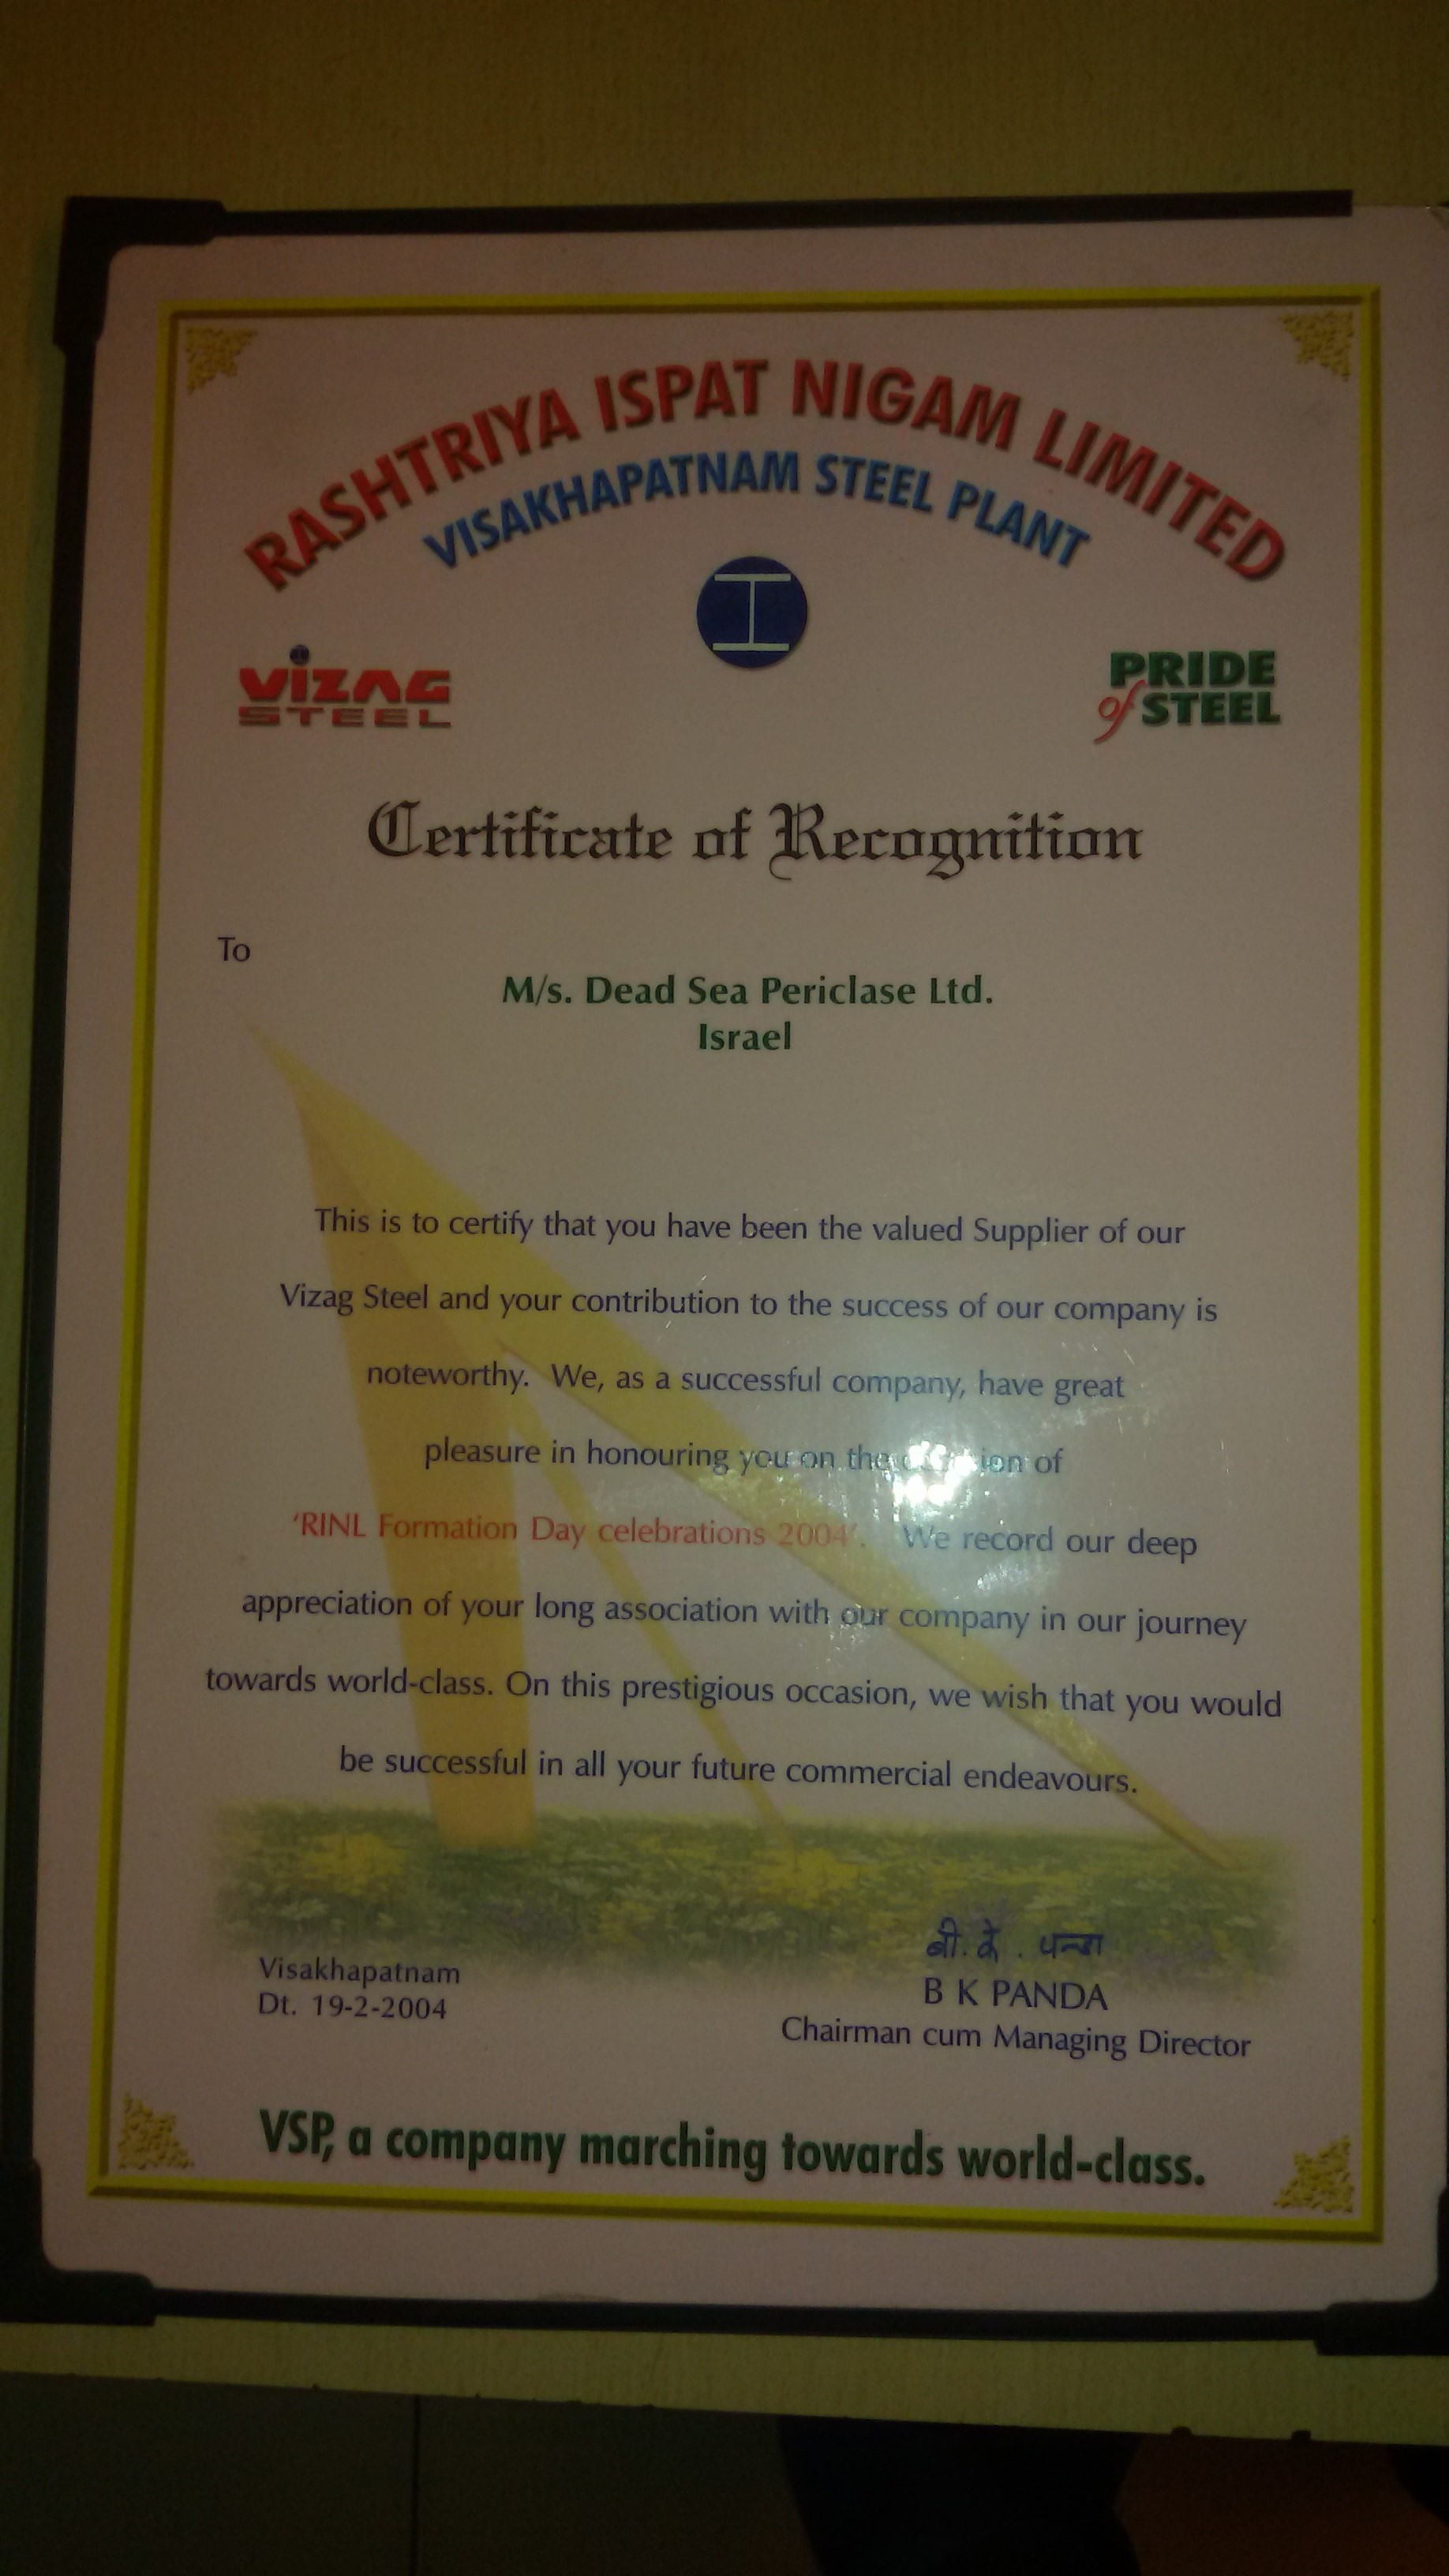 RASHTRIYA ISPAT NIGAM LIMITED
VISAKHAPATNAM STEEL PLANT
VIZAG
STEEL
PRIDE
of STEEL
Certificate of Recognition
To
M/s. Dead Sea Periclase Ltd.
Israel
This is to certify that you have been the valued Supplier of our
Vizag Steel and your contribution to the success of our company is
noteworthy. We, as a successful company, have great
pleasure in honouring you on the of
'RINL Formation Day celebrations 2004'. We record our deep
appreciation of your long association with our company in our journey
towards world-class. On this prestigious occasion, we wish that you would
be successful in all your future commercial endeavours.
Visakhapatnam
Dt. 19-2-2004
बी. के. पन्डा
B K PANDA
Chairman cum Managing Director
VSP, a company marching towards world-class.